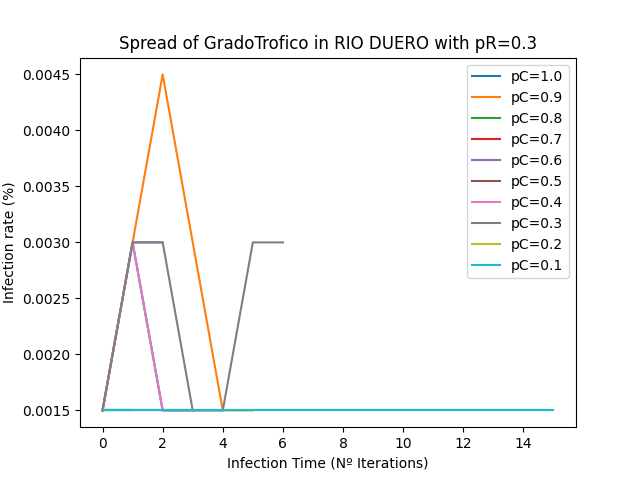 Spread of GradoTrofico in RIO DUERO with pR=0.3
Infection rate (%)
0.0045
0.0040
0.0035
0.0030
0.0025
0.0020
0.0015
pC=1.0
pC=0.9
pC=0.8
pC=0.7
pC=0.6
pC=0.5
pC=0.4
pC=0.3
pC=0.2
pC=0.1
0 2 4 6 8 10 12 14
Infection Time (Nº Iterations)